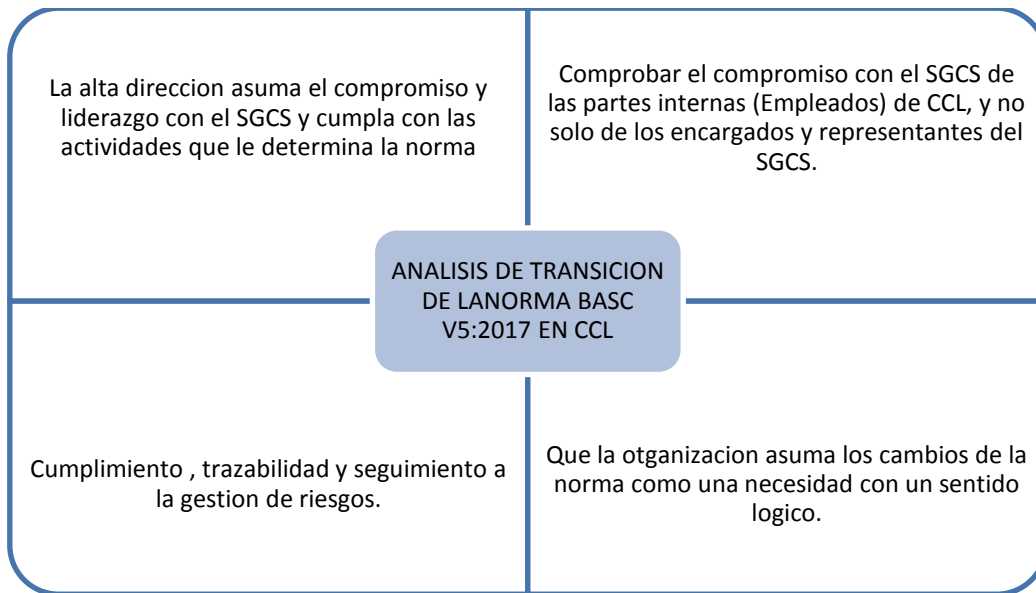 La alta direccion asuma el compromiso y
liderazgo con el SGCS y cumpla con las
actividades que le determina la norma
Comprobar el compromiso con el SGCS de
las partes internas (Empleados) de CCL, y no
solo de los encargados y representantes del
SGCS.
ANALISIS DE TRANSICION
DE LANORMA BASC
V5:2017 EN CCL
Cumplimiento , trazabilidad y seguimiento a
la gestion de riesgos.
Que la otganizacion asuma los cambios de la
norma como una necesidad con un sentido
logico.